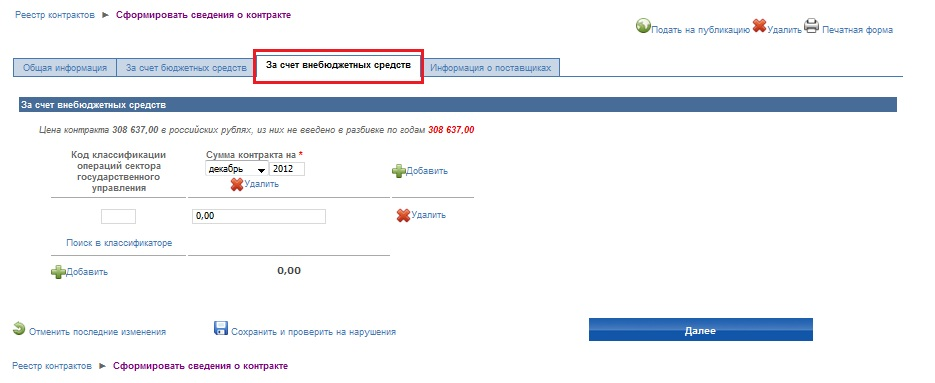 Реестр контрактов ► Сформировать сведения о контракте
Подать на публикацию Удалить Печатная форма
Общая информация За счет бюджетных средств За счет внебюджетных средств Информация о поставщиках
За счет внебюджетных средств
Цена контракта 308 637,00 в российских рублях, из них не введено в разбивке по годам 308 637,00
Код классификации
операций сектора
государственного
управления
Сумма контракта на *
декабрь 2012
Удалить
Добавить
0,00
Удалить
Поиск в классификаторе
Добавить 0,00
Отменить последние изменения Сохранить и проверить на нарушения Далее
Реестр контрактов ► Сформировать сведения о контракте